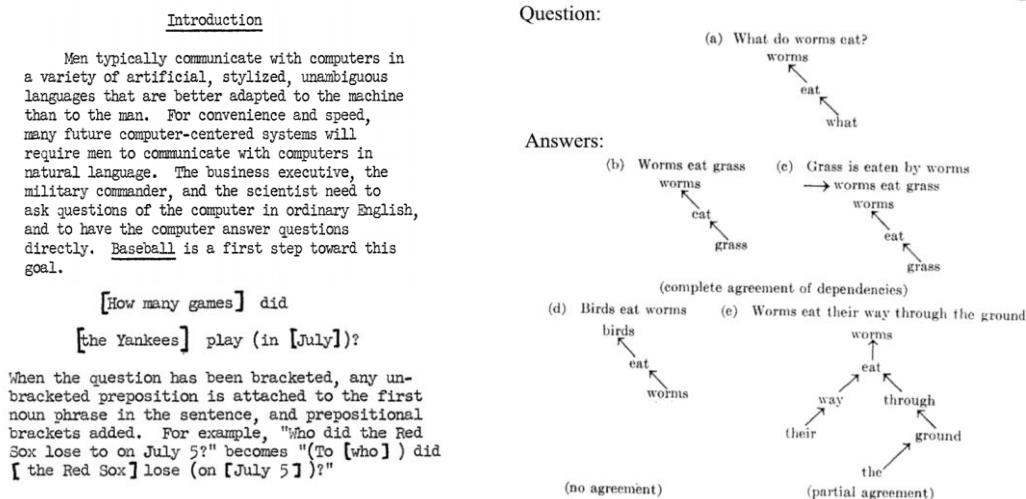 Introduction
Men typically communicate with computers in
a variety of artificial, stylized, unambiguous
languages that are better adapted to the machine
than to the man. For convenience and speed,
many future computer-centered systems will
require men to communicate with computers in
natural language. The business executive, the
military commander, and the scientist need to
ask questions of the computer in ordinary English,
and to have the computer answer questions
directly. Baseball is a first step toward this
goal.
[How many games] did
[the Yankees] play (in [July])?
When the question has been bracketed, any un-
bracketed preposition is attached to the first
noun phrase in the sentence, and prepositional
brackets added. For example, "Who did the Red
Sox lose to on July 5?" becomes "(To [who] ) did
[ the Red Sox] lose (on [July 5] )?"
Question:
(a) What do worms eat?
worms
eat
what
Answers:
(b) Worms eat grass
worms
eat
grass
(c) Grass is eaten by worms
→ worms eat grass
worms
eat
grass
(complete agreement of dependencies)
(d) Birds eat worms
birds
eat
worms
(no agreement)
(e) Worms eat their way through the ground
worms
eat
way through
their ground
the
(partial agreement)